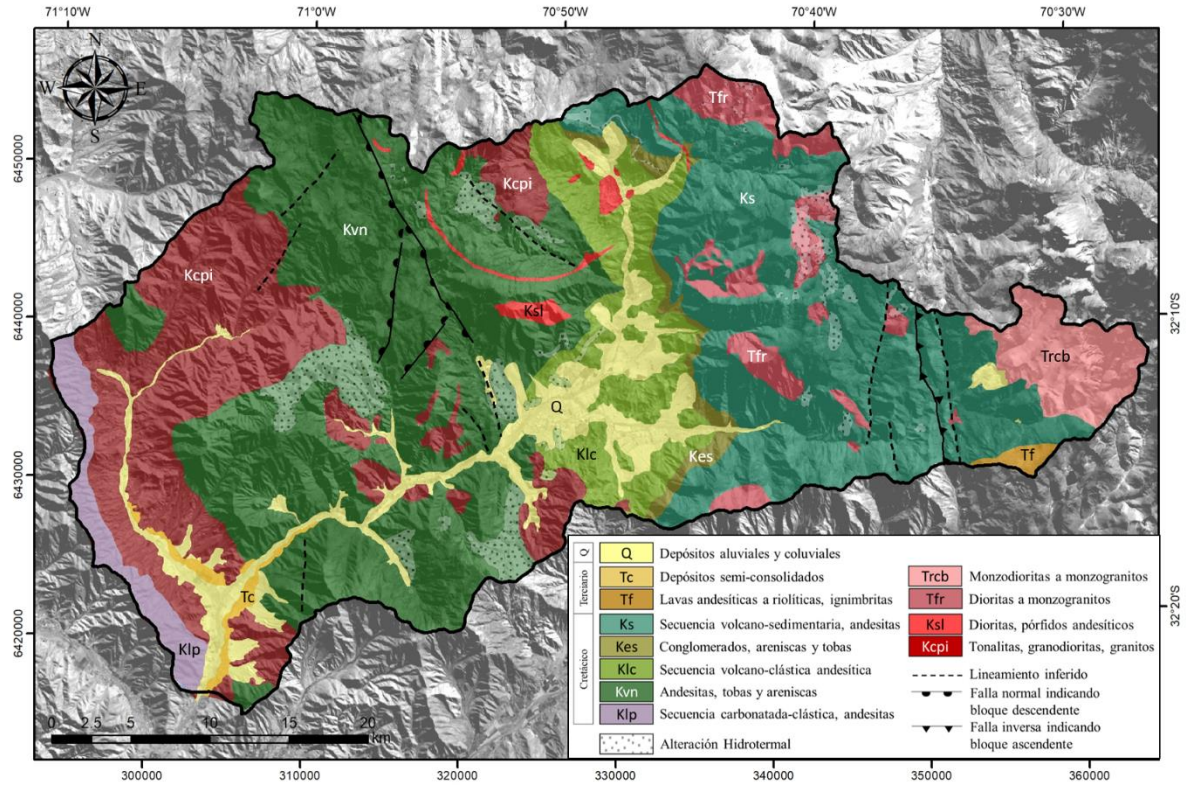 71°10'W 71°0'W 70°50'W 70°40'W 70°30'W
N
W E
S
6450000
6440000
6430000
6420000
32°10'S
32°20'S
Tfr
Kcpi
Ks
Kvn
Kcpi
Ksl
Tfr
Trcb
Q
Klc
Kes
Tf
Tc
Klp
0 2.5 5 10 15 20
km
Q
Terciario
Cretácico
Q Depósitos aluviales y coluviales
Tc Depósitos semi-consolidados
Tf Lavas andesíticas a riolíticas, ignimbritas
Ks Secuencia volcano-sedimentaria, andesitas
Kes Conglomerados, areniscas y tobas
Klc Secuencia volcano-clástica andesítica
Kvn Andesitas, tobas y areniscas
Klp Secuencia carbonatada-clástica, andesitas
Alteración Hidrotermal
Trcb Monzodioritas a monzogranitos
Tfr Dioritas a monzogranitos
Ksl Dioritas, pórfidos andesíticos
Kcpi Tonalitas, granodioritas, granitos
Lineamiento inferido
Falla normal indicando
bloque descendente
Falla inversa indicando
bloque ascendente
300000 310000 320000 330000 340000 350000 360000